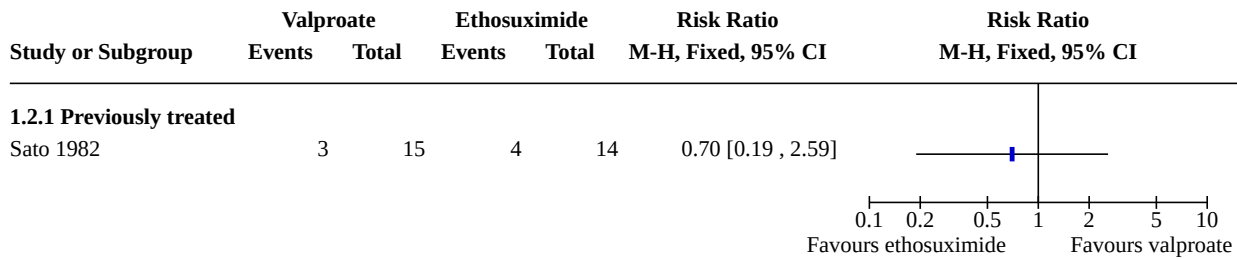 Valproate Ethosuximide Risk Ratio Risk Ratio
Study or Subgroup Events Total Events Total M-H, Fixed, 95% CI M-H, Fixed, 95% CI
1.2.1 Previously treated
Sato 1982 3 15 4 14 0.70 [0.19 , 2.59]
0.1 0.2 0.5 1 2 5 10
Favours ethosuximide Favours valproate